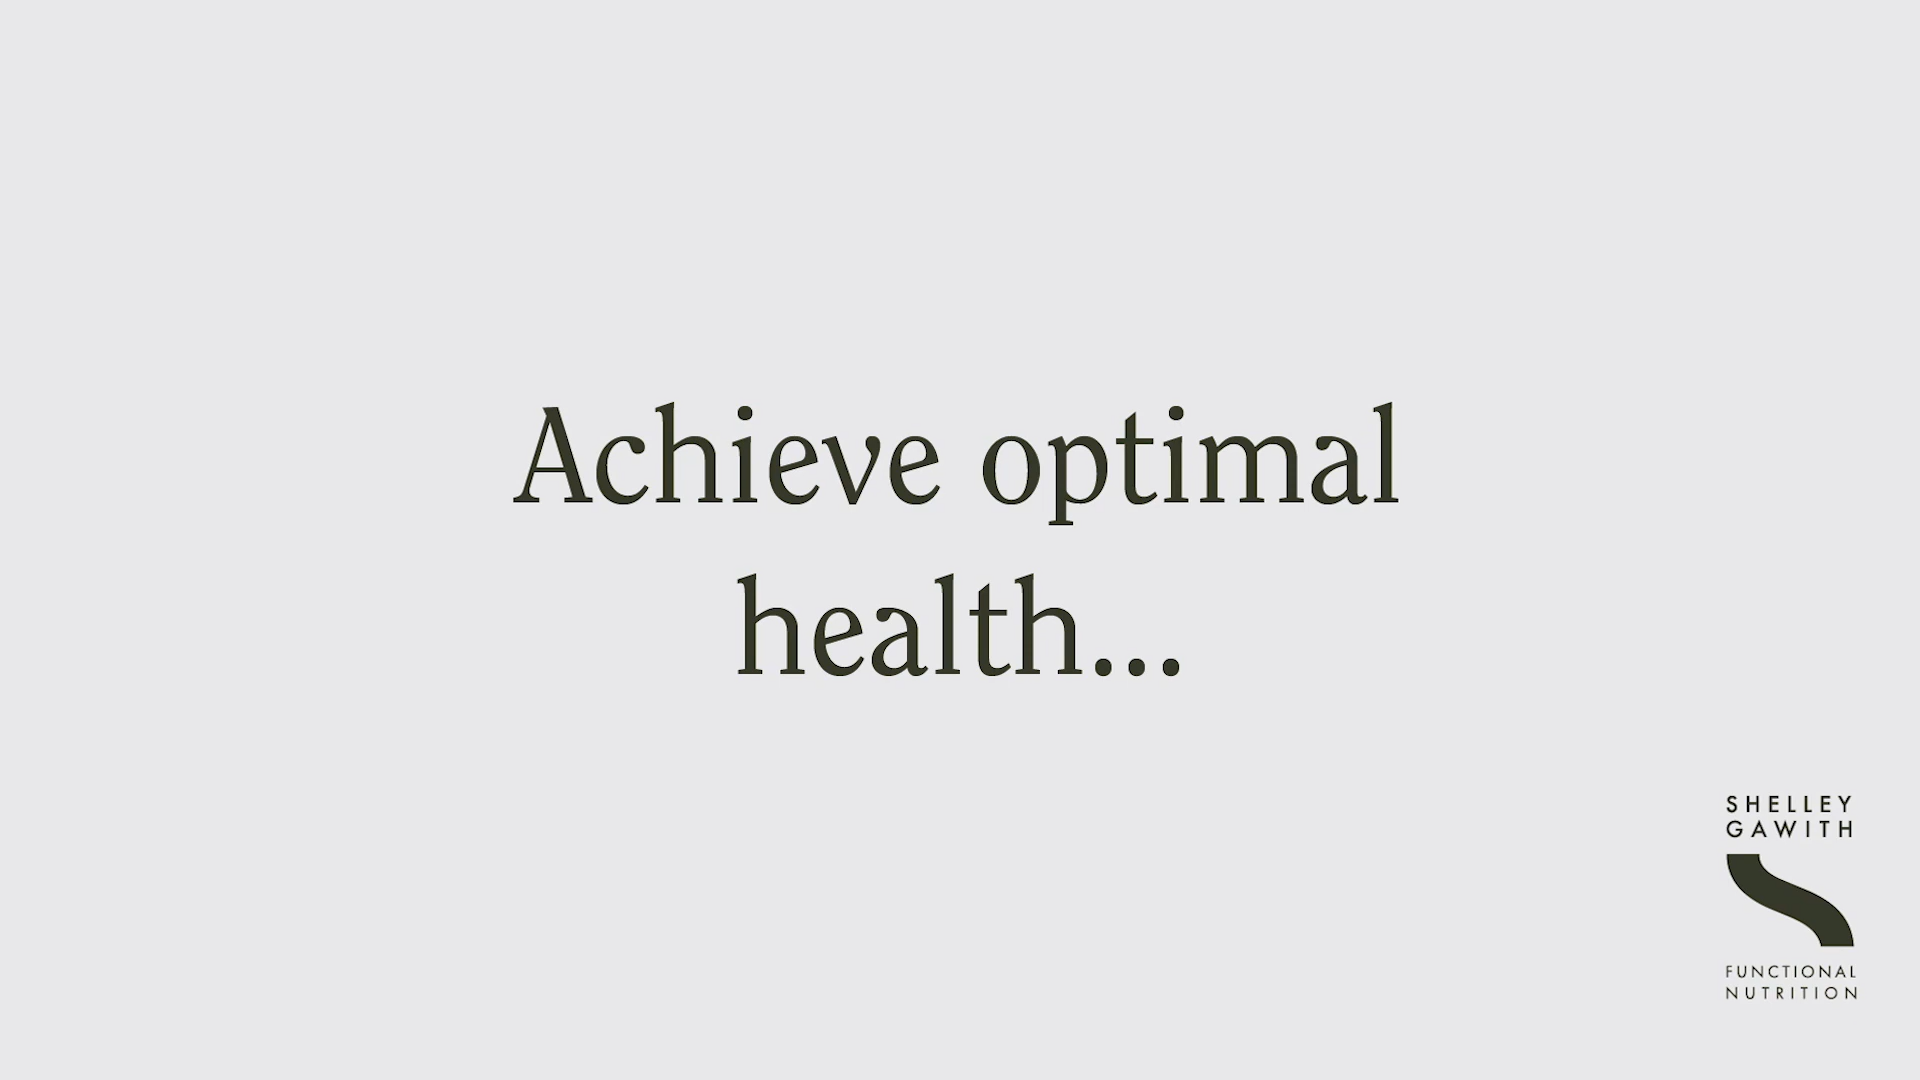 Achieve optimal
health...
SHELLEY
GAWITH
FUNCTIONAL
NUTRITION